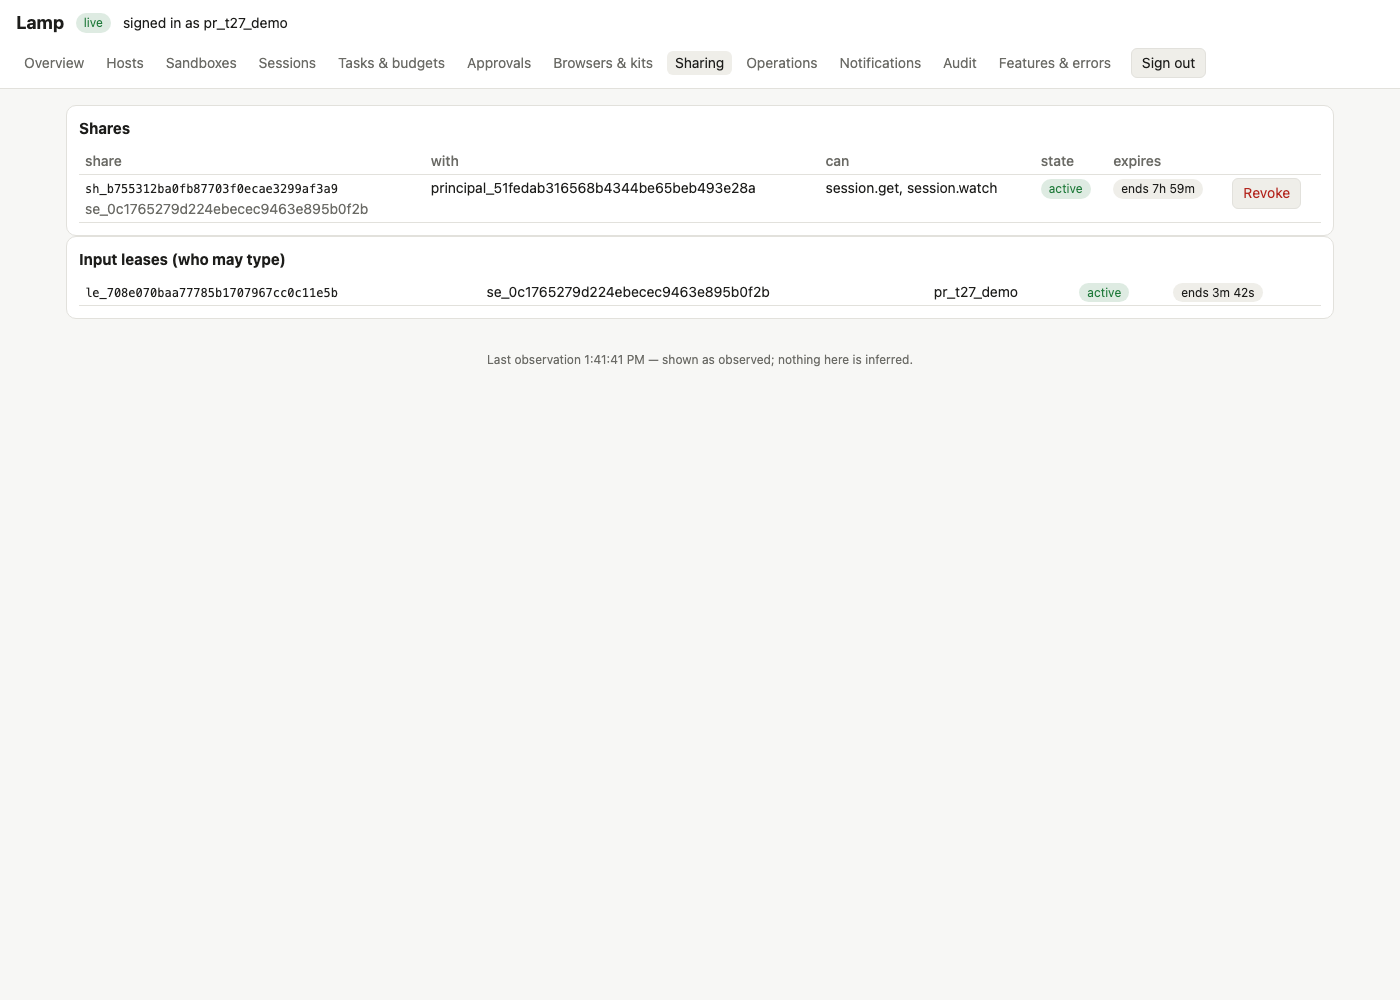 Lamp live signed in as pr_t27_demo
Overview Hosts Sandboxes Sessions Tasks & budgets Approvals Browsers & kits Sharing Operations Notifications Audit Features & errors Sign out
Shares
share with can state expires
sh_b755312ba0fb87703f0ecae3299af3a9 principal_51fedab316568b4344be65beb493e28a session.get, session.watch active ends 7h 59m Revoke
se_0c1765279d224ebecec9463e895b0f2b
Input leases (who may type)
le_708e070baa77785b1707967cc0c11e5b se_0c1765279d224ebecec9463e895b0f2b pr_t27_demo active ends 3m 42s
Last observation 1:41:41 PM — shown as observed; nothing here is inferred.